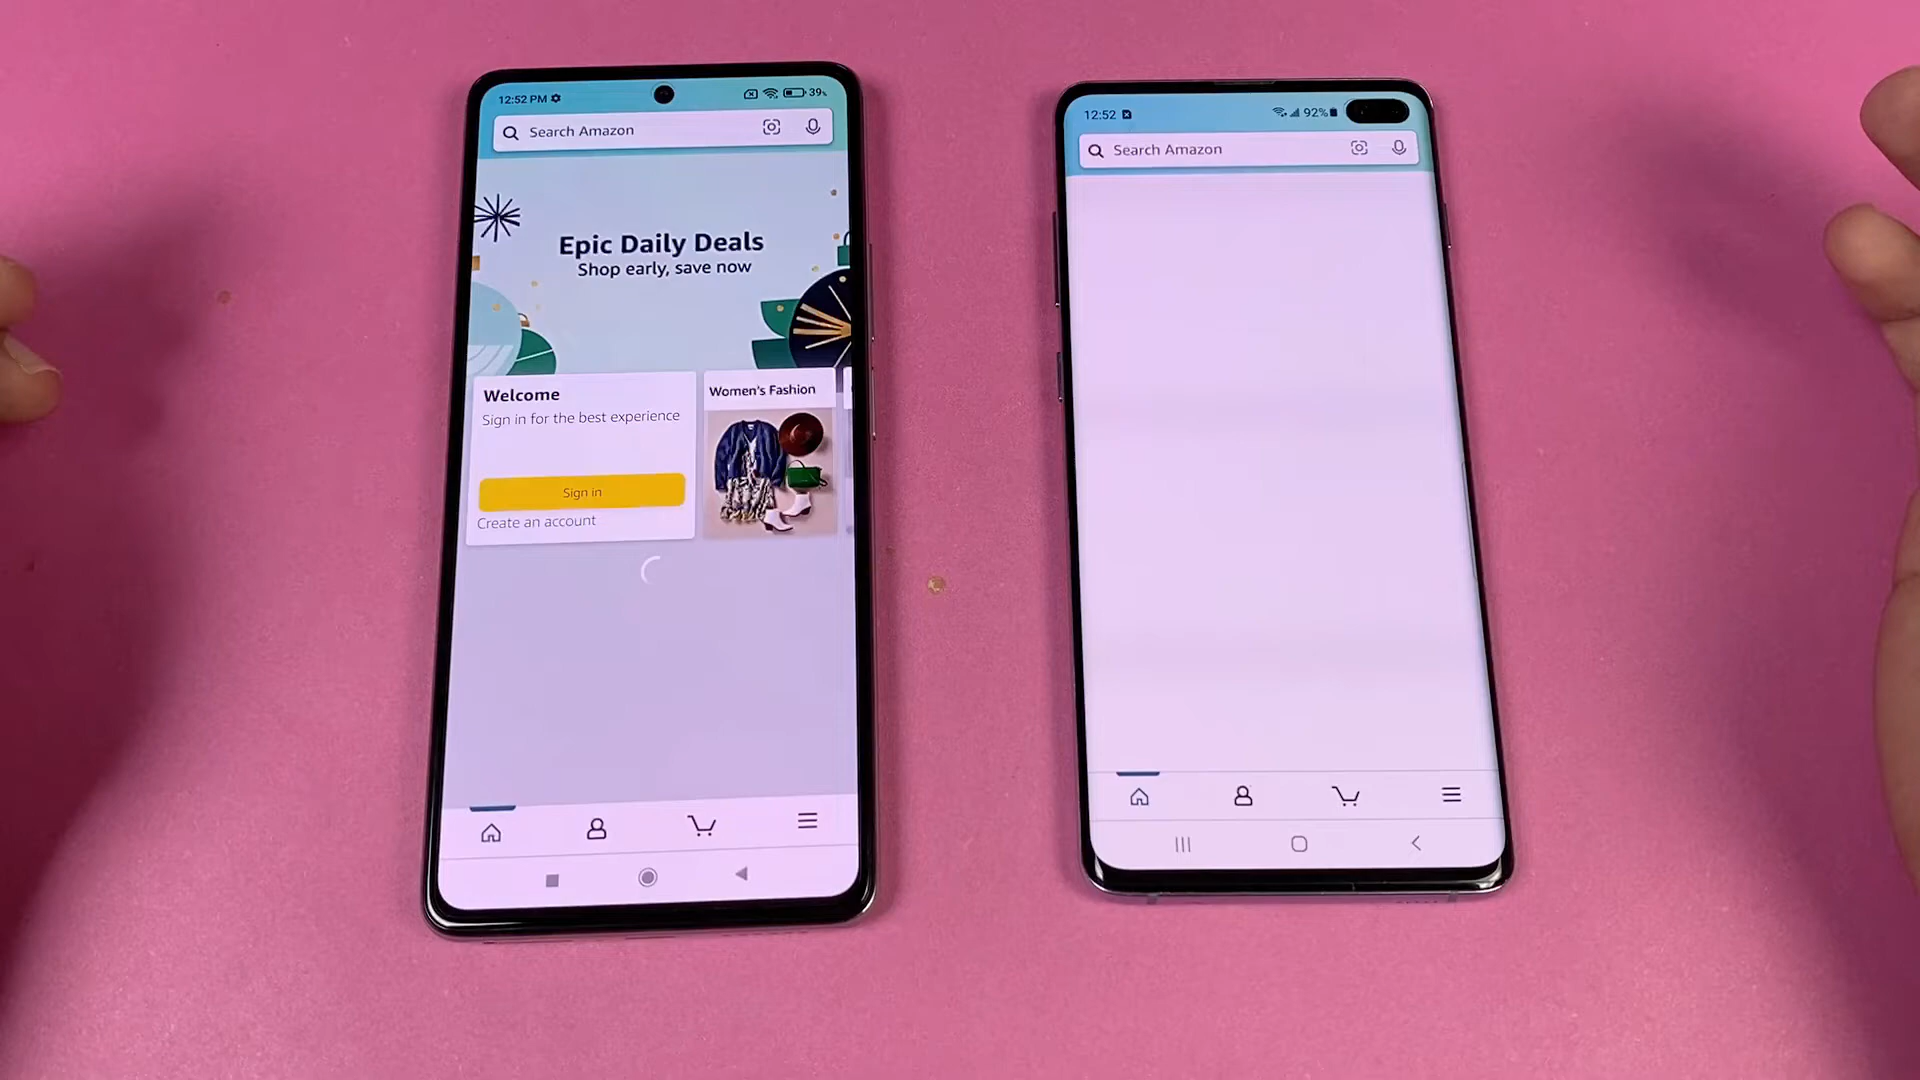 12:52 PM
39%
Search Amazon
Epic Daily Deals
Shop early, save now
Welcome
Sign in for the best experience
Sign in
Create an account
Women's Fashion
12:52
92%
Search Amazon